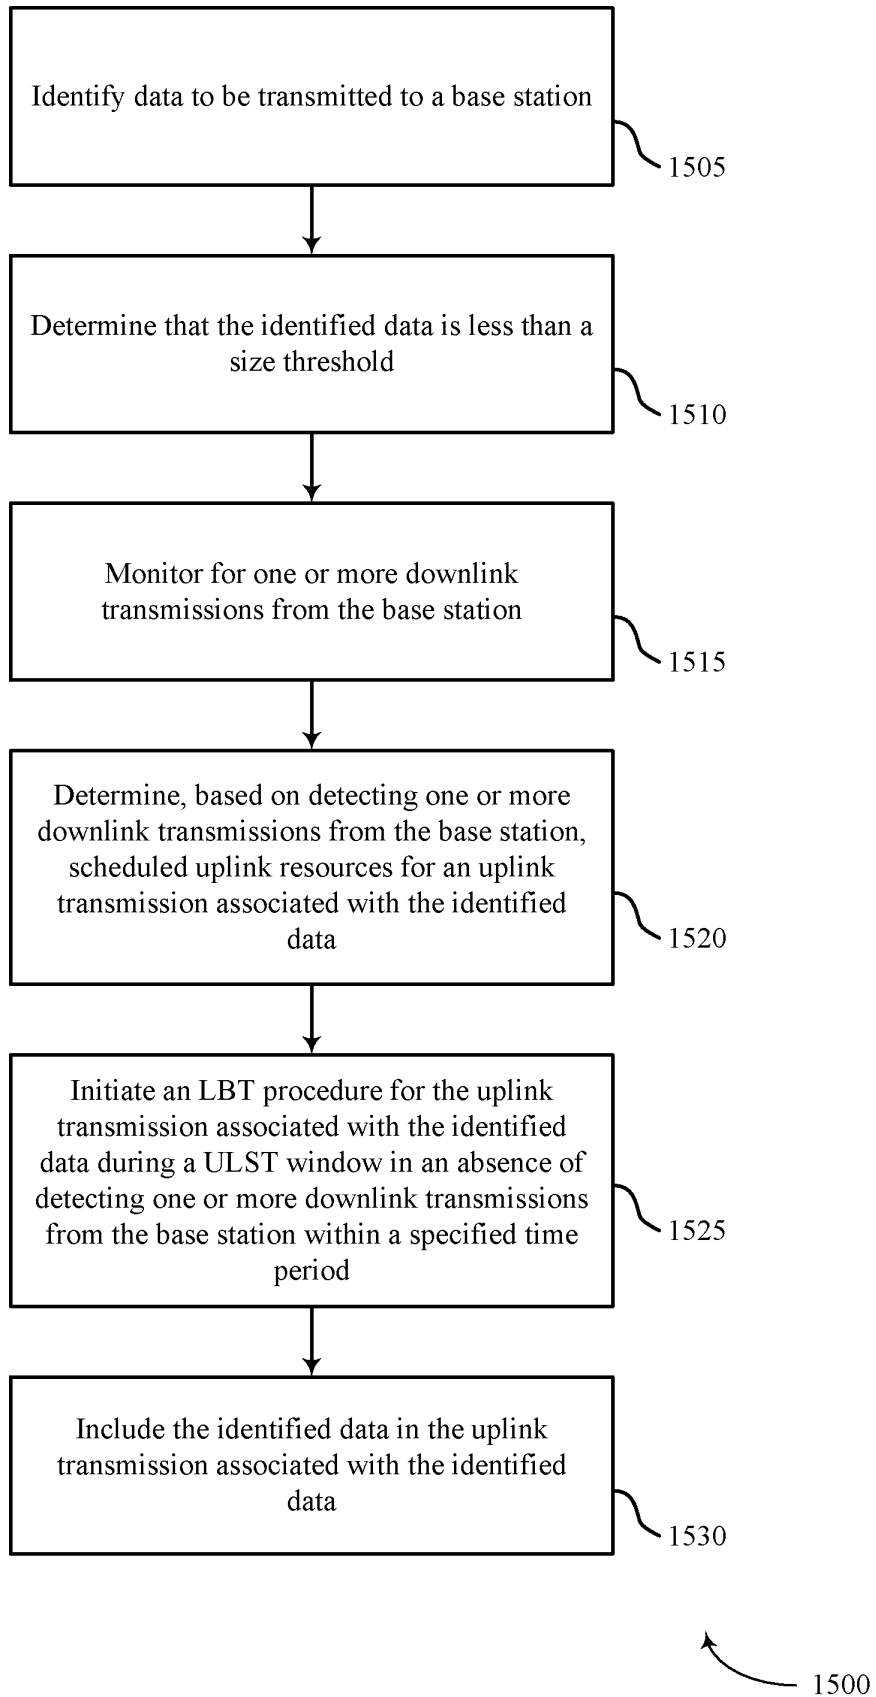 Identify data to be transmitted to a base station
1505
Determine that the identified data is less than a
size threshold
1510
Monitor for one or more downlink
transmissions from the base station
1515
Determine, based on detecting one or more
downlink transmissions from the base station,
scheduled uplink resources for an uplink
transmission associated with the identified
data
1520
Initiate an LBT procedure for the uplink
transmission associated with the identified
data during a ULST window in an absence of
detecting one or more downlink transmissions
from the base station within a specified time
period
1525
Include the identified data in the uplink
transmission associated with the identified
data
1530
1500